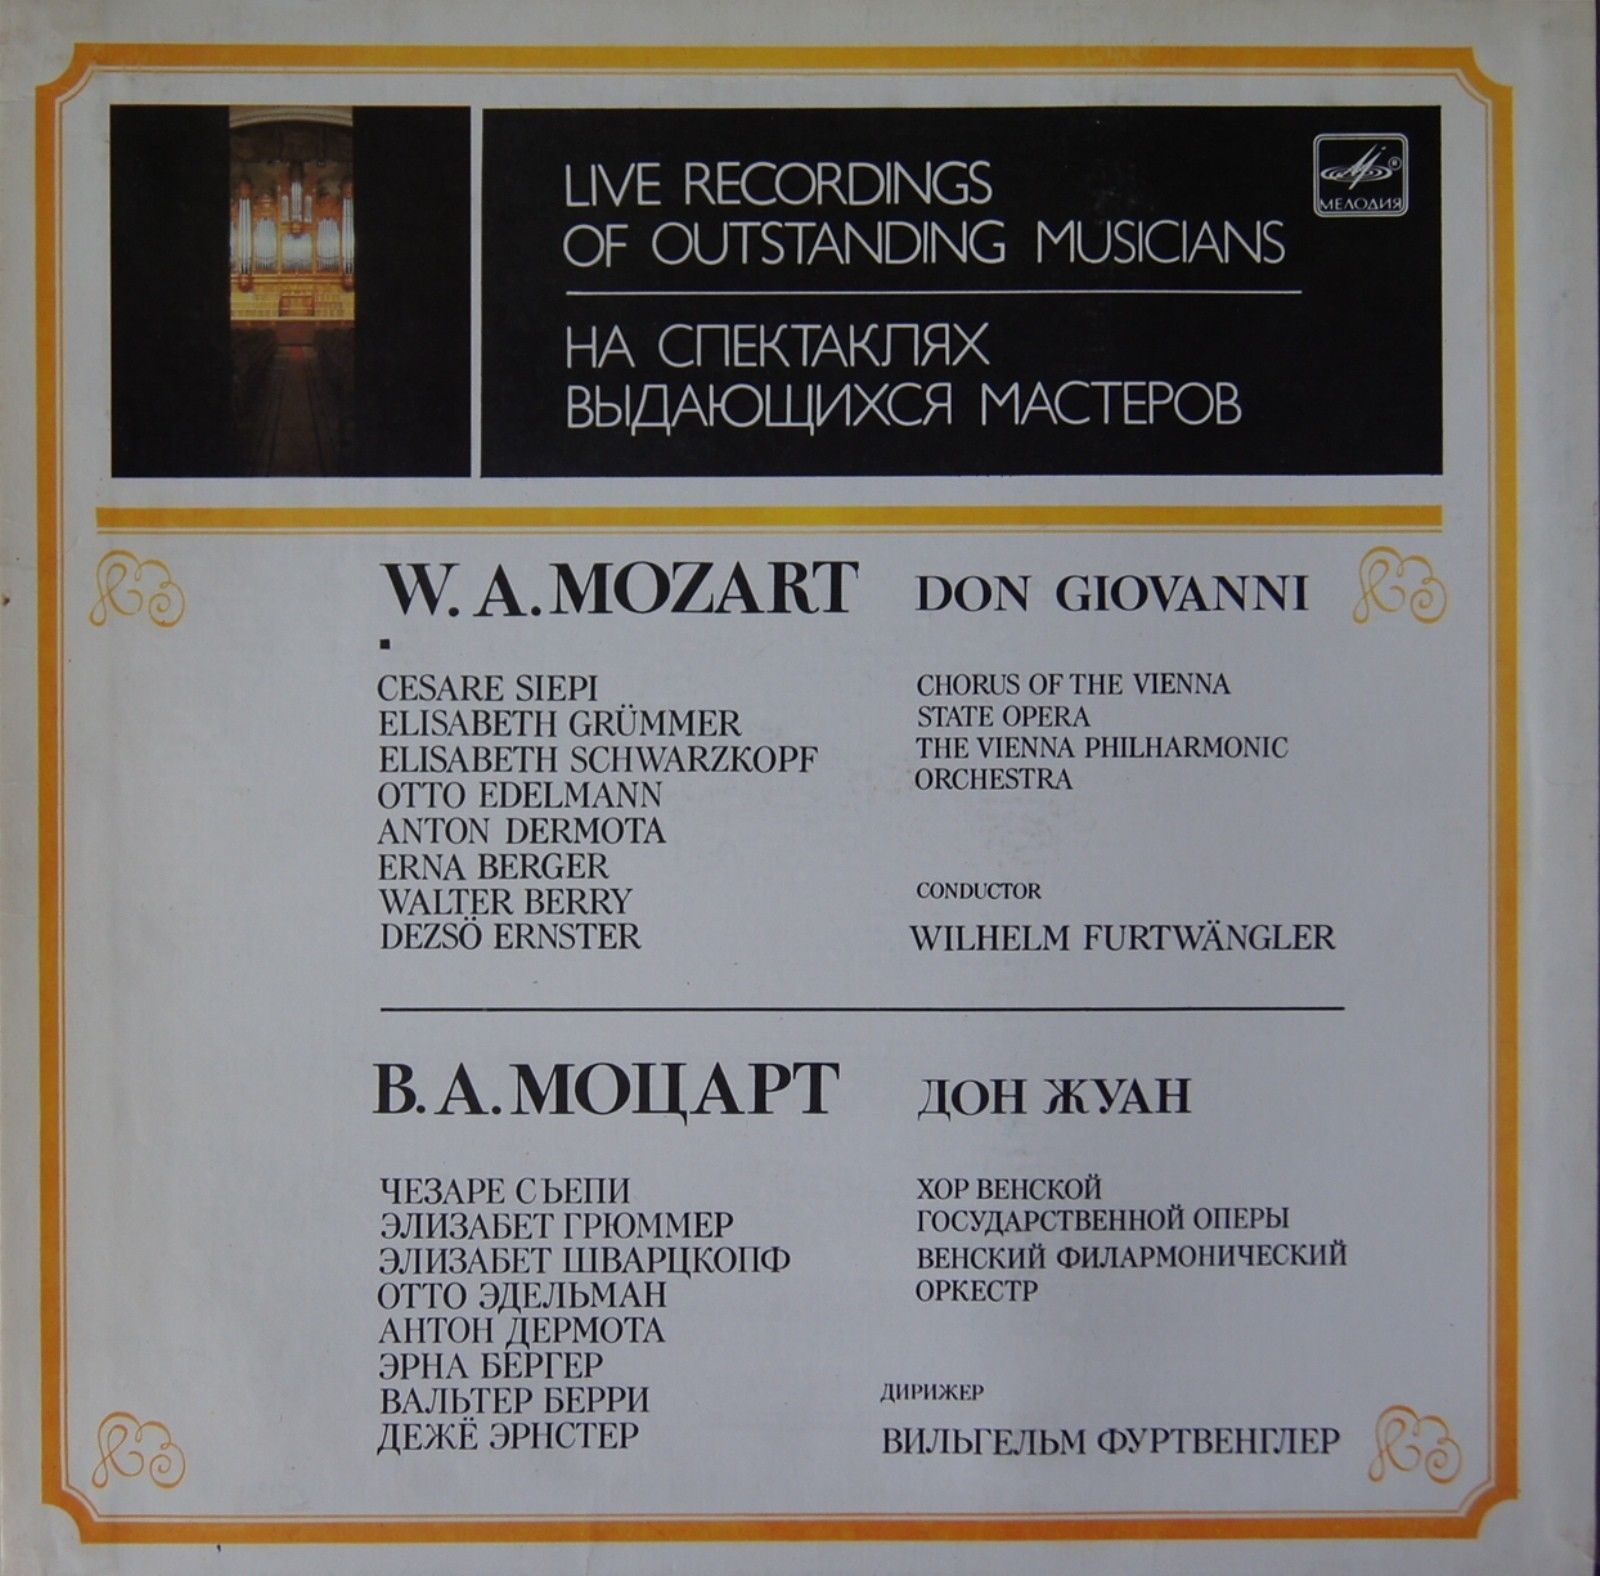 LIVE RECORDINGS
OF OUTSTANDING MUSICIANS
МЕЛОДИЯ
НА СПЕКТАКЛЯХ
ВЫДАЮЩИХСЯ МАСТЕРОВ
W. A. MOZART
DON GIOVANNI
CESARE SIEPI
ELISABETH GRÜMMER
ELISABETH SCHWARZKOPF
OTTO EDELMANN
ANTON DERMOTA
ERNA BERGER
WALTER BERRY
DEZSÖ ERNSTER
CHORUS OF THE VIENNA
STATE OPERA
THE VIENNA PHILHARMONIC
ORCHESTRA
CONDUCTOR
WILHELM FURTWÄNGLER
В. А. МОЦАРТ
ДОН ЖУАН
ЧЕЗАРЕ СЬЕПИ
ЭЛИЗАБЕТ ГРЮММЕР
ЭЛИЗАБЕТ ШВАРЦКОПФ
ОТТО ЭДЕЛЬМАН
АНТОН ДЕРМОТА
ЭРНА БЕРГЕР
ВАЛЬТЕР БЕРРИ
ДЕЖЁ ЭРНСТЕР
ХОР ВЕНСКОЙ
ГОСУДАРСТВЕННОЙ ОПЕРЫ
ВЕНСКИЙ ФИЛАРМОНИЧЕСКИЙ
ОРКЕСТР
ДИРИЖЕР
ВИЛЬГЕЛЬМ ФУРТВЕНГЛЕР